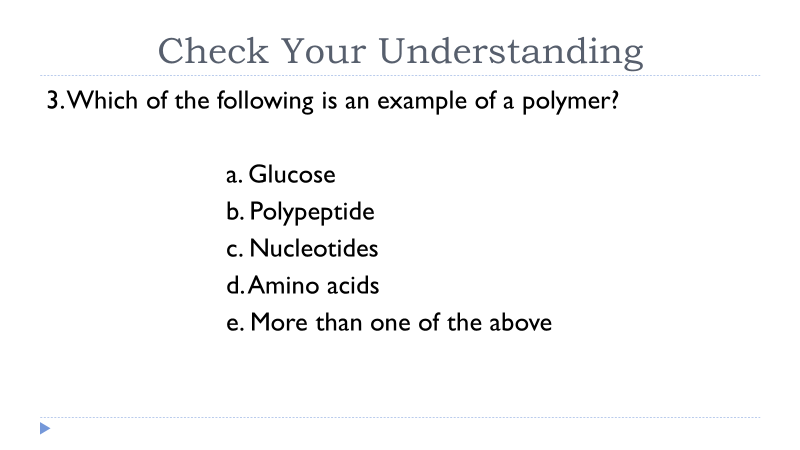 Check Your Understanding
3. Which of the following is an example of a polymer?
a. Glucose
b. Polypeptide
c. Nucleotides
d. Amino acids
e. More than one of the above